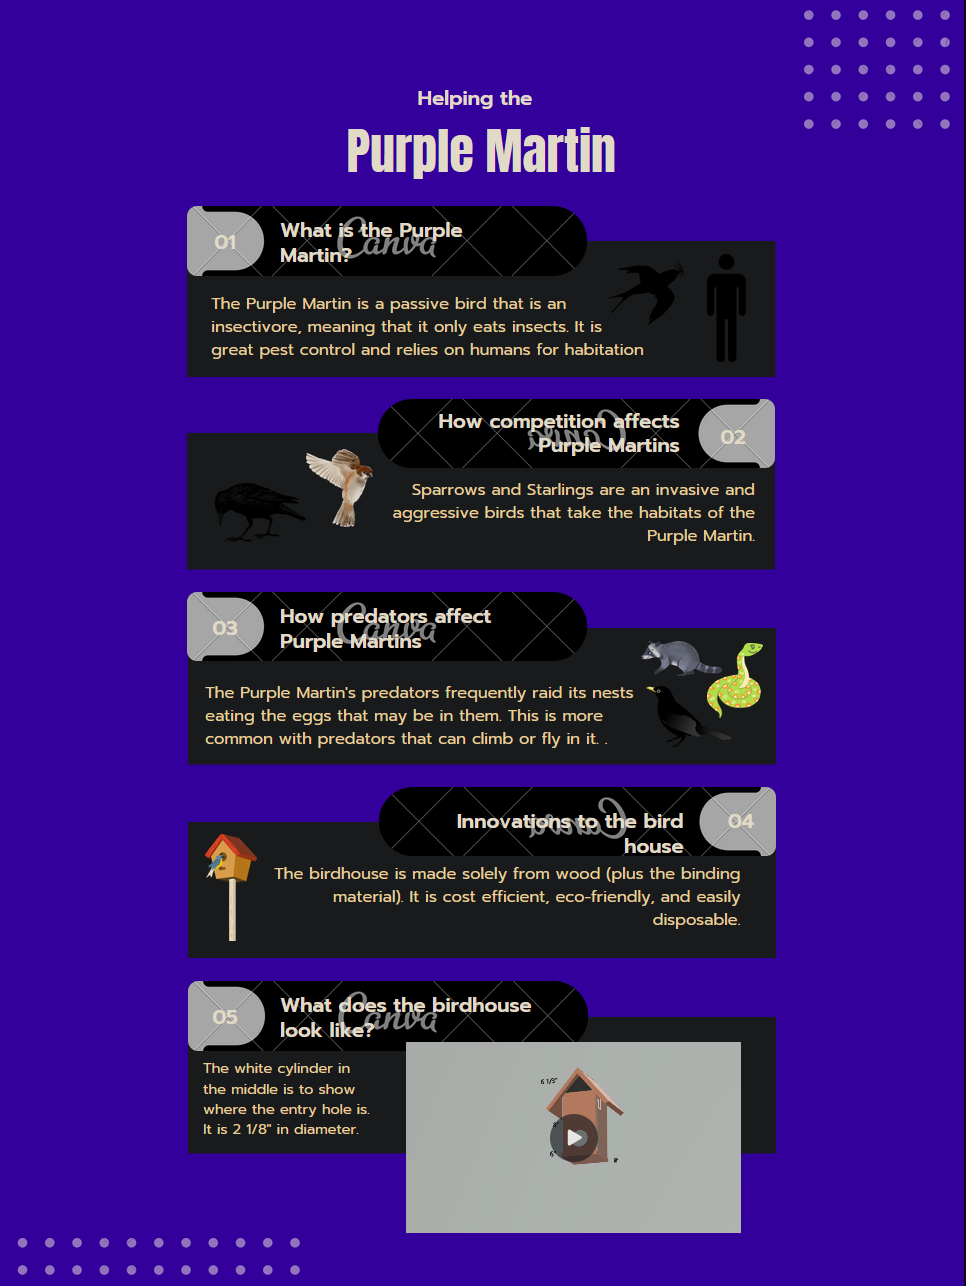 Helping the
Purple Martin
01
What is the Purple
Martin?
Canva
The Purple Martin is a passive bird that is an
insectivore, meaning that it only eats insects. It is
great pest control and relies on humans for habitation
02
How competition affects
Purple Martins
Canva
Sparrows and Starlings are an invasive and
aggressive birds that take the habitats of the
Purple Martin.
03
How predators affect
Purple Martins
Canva
The Purple Martin's predators frequently raid its nests
eating the eggs that may be in them. This is more
common with predators that can climb or fly in it. .
04
Innovations to the bird
house
Canva
The birdhouse is made solely from wood (plus the binding
material). It is cost efficient, eco-friendly, and easily
disposable.
05
What does the birdhouse
look like?
Canva
The white cylinder in
the middle is to show
where the entry hole is.
It is 2 1/8" in diameter.
6"